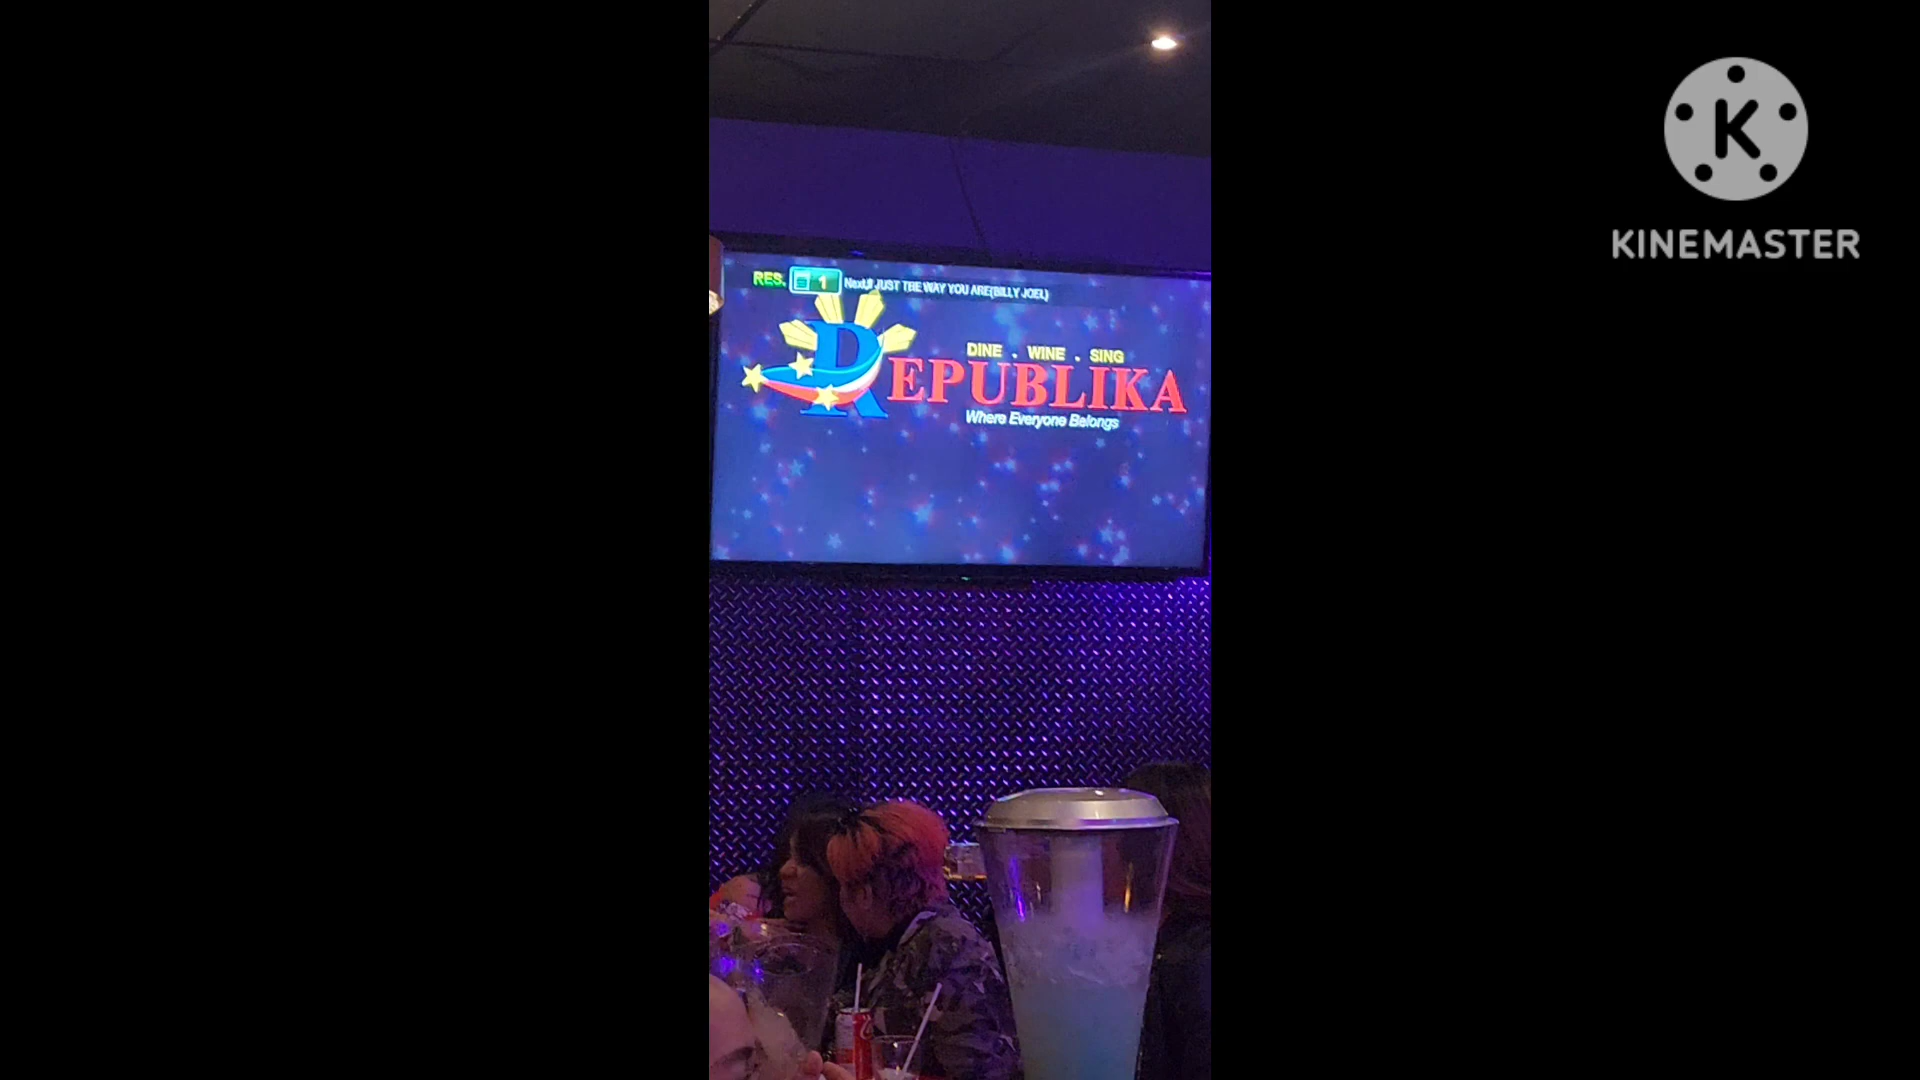 RES. 1 Next// JUST THE WAY YOU ARE(BILLY JOEL)
DINE . WINE . SING
REPUBLIKA
Where Everyone Belongs
K
KINEMASTER